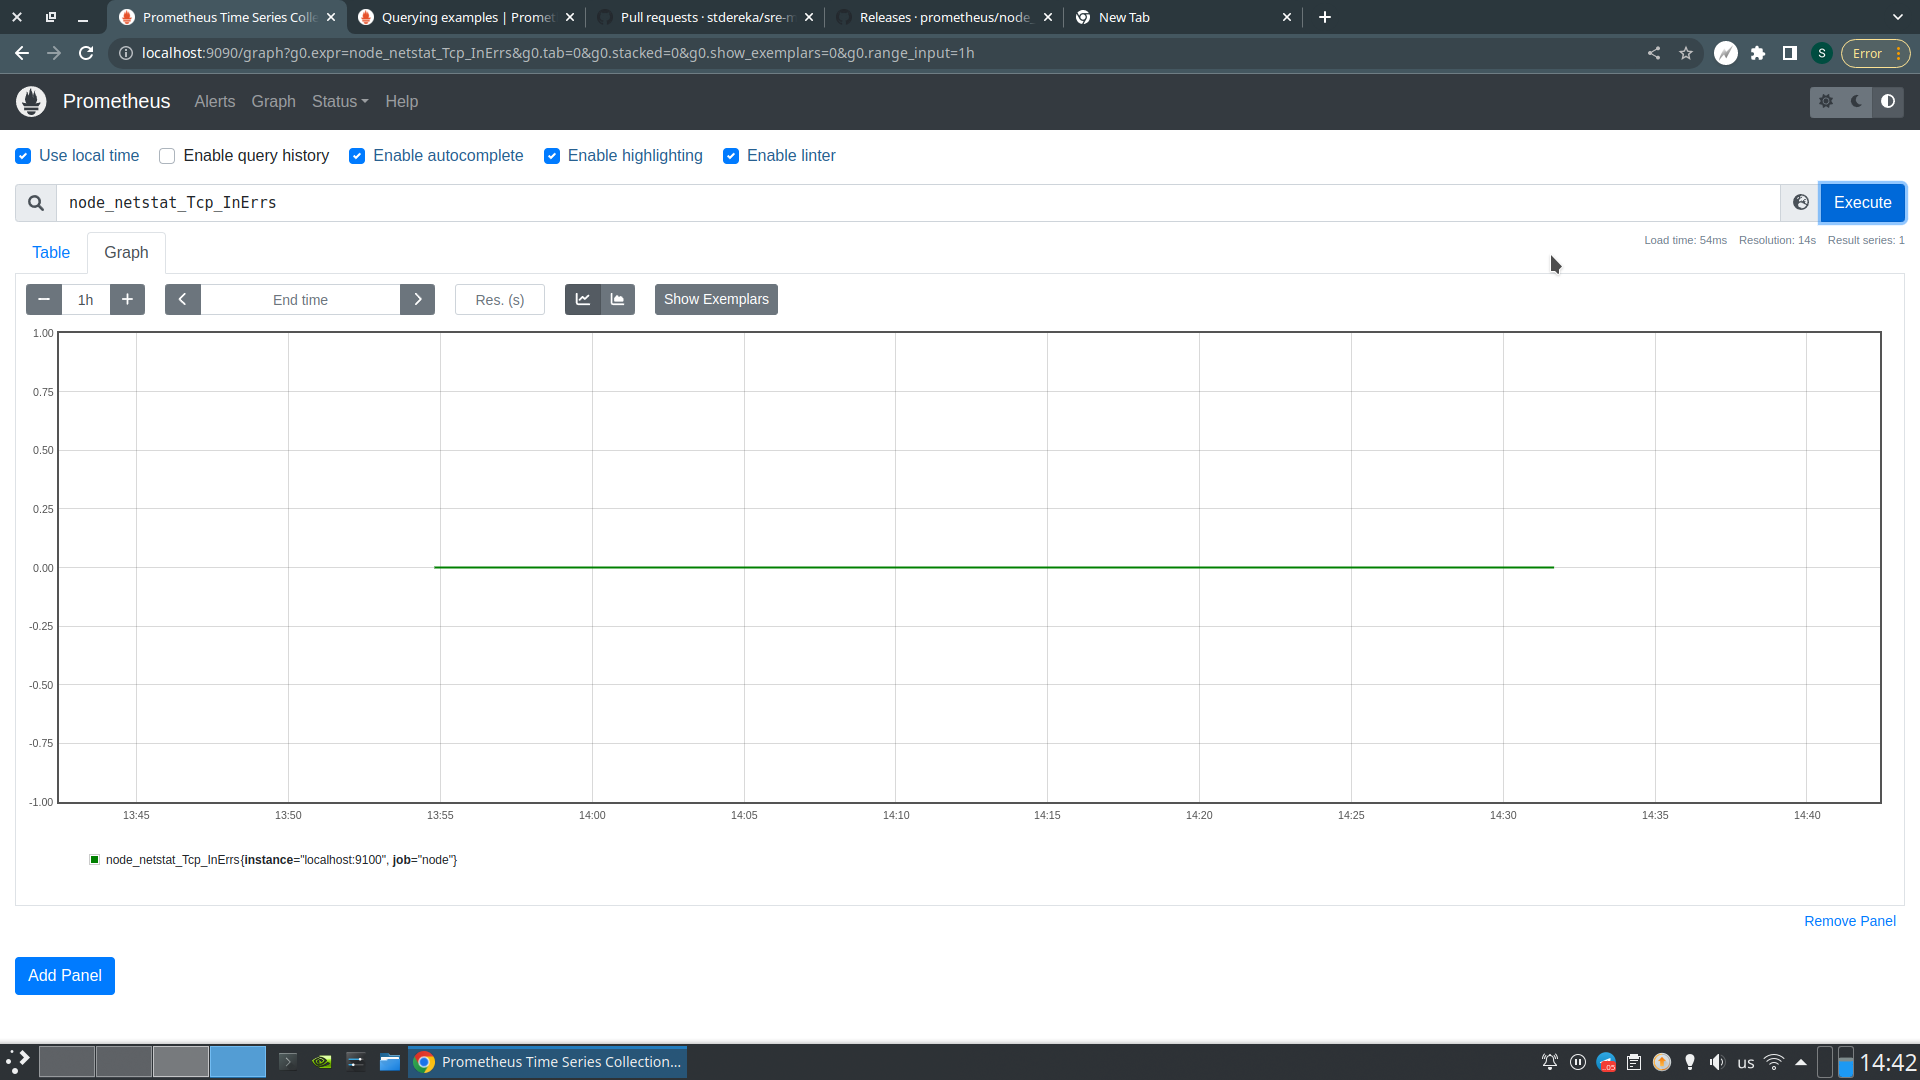 Prometheus Time Series Colle
Querying examples | Promet
Pull requests · stdereka/sre-m
Releases · prometheus/node_
New Tab
localhost:9090/graph?g0.expr=node_netstat_Tcp_InErrs&g0.tab=0&g0.stacked=0&g0.show_exemplars=0&g0.range_input=1h
S
Error
Prometheus Alerts Graph Status Help
Use local time Enable query history Enable autocomplete Enable highlighting Enable linter
node_netstat_Tcp_InErrs
Execute
Table Graph
Load time: 54ms Resolution: 14s Result series: 1
1h End time Res. (s) Show Exemplars
1.00
0.75
0.50
0.25
0.00
-0.25
-0.50
-0.75
-1.00
13:45 13:50 13:55 14:00 14:05 14:10 14:15 14:20 14:25 14:30 14:35 14:40
node_netstat_Tcp_InErrs{instance="localhost:9100", job="node"}
Remove Panel
Add Panel
Prometheus Time Series Collection...
us
14:42